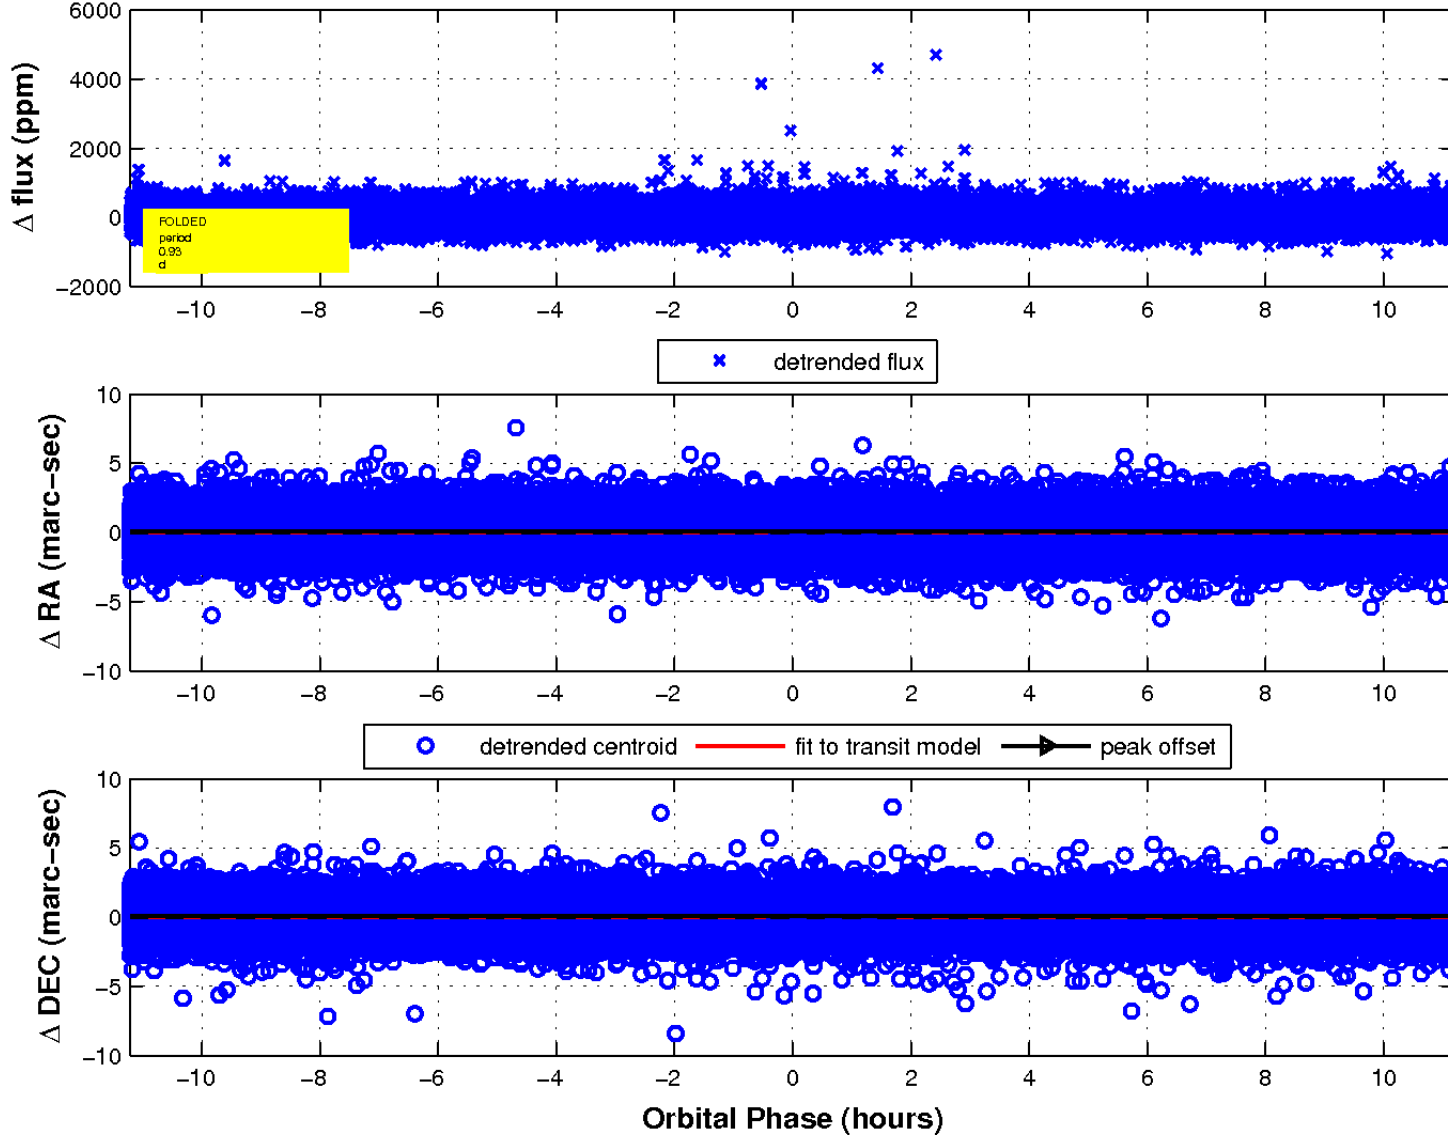 6000
4000
2000
0
−2000
Δ flux (ppm)
FOLDED
period
0.93
d
−10 −8 −6 −4 −2 0 2 4 6 8 10
detrended flux
10
5
0
−5
−10
Δ RA (marc−sec)
−10 −8 −6 −4 −2 0 2 4 6 8 10
detrended centroid fit to transit model peak offset
10
5
0
−5
−10
Δ DEC (marc−sec)
−10 −8 −6 −4 −2 0 2 4 6 8 10
Orbital Phase (hours)